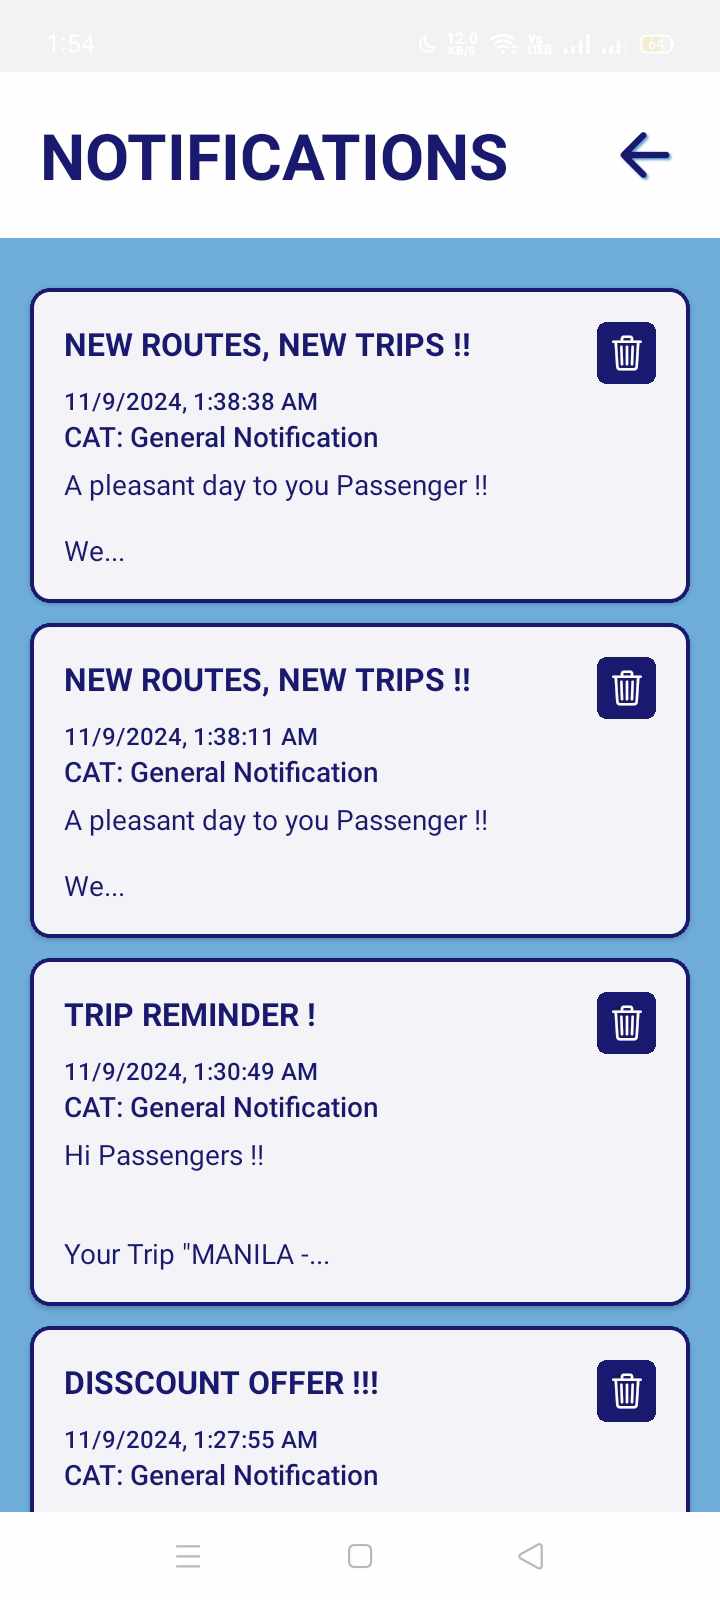 1:54
12.0
KB/S
Vo
LTE2
64
NOTIFICATIONS
NEW ROUTES, NEW TRIPS !!
11/9/2024, 1:38:38 AM
CAT: General Notification
A pleasant day to you Passenger !!
We...
NEW ROUTES, NEW TRIPS !!
11/9/2024, 1:38:11 AM
CAT: General Notification
A pleasant day to you Passenger !!
We...
TRIP REMINDER !
11/9/2024, 1:30:49 AM
CAT: General Notification
Hi Passengers !!
Your Trip "MANILA -...
DISSCOUNT OFFER !!!
11/9/2024, 1:27:55 AM
CAT: General Notification